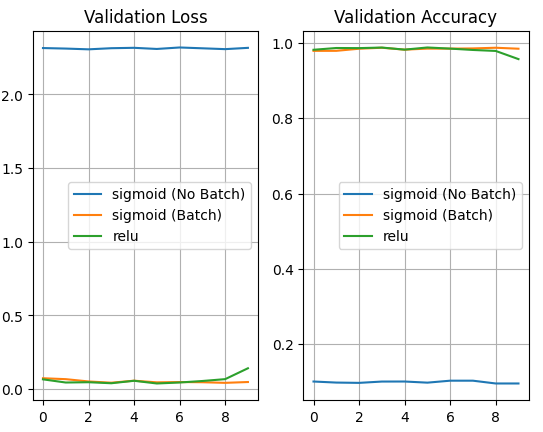 Validation Loss
2.0
1.5
1.0
0.5
0.0
0 2 4 6 8
sigmoid (No Batch)
sigmoid (Batch)
relu
Validation Accuracy
1.0
0.8
0.6
0.4
0.2
0 2 4 6 8
sigmoid (No Batch)
sigmoid (Batch)
relu